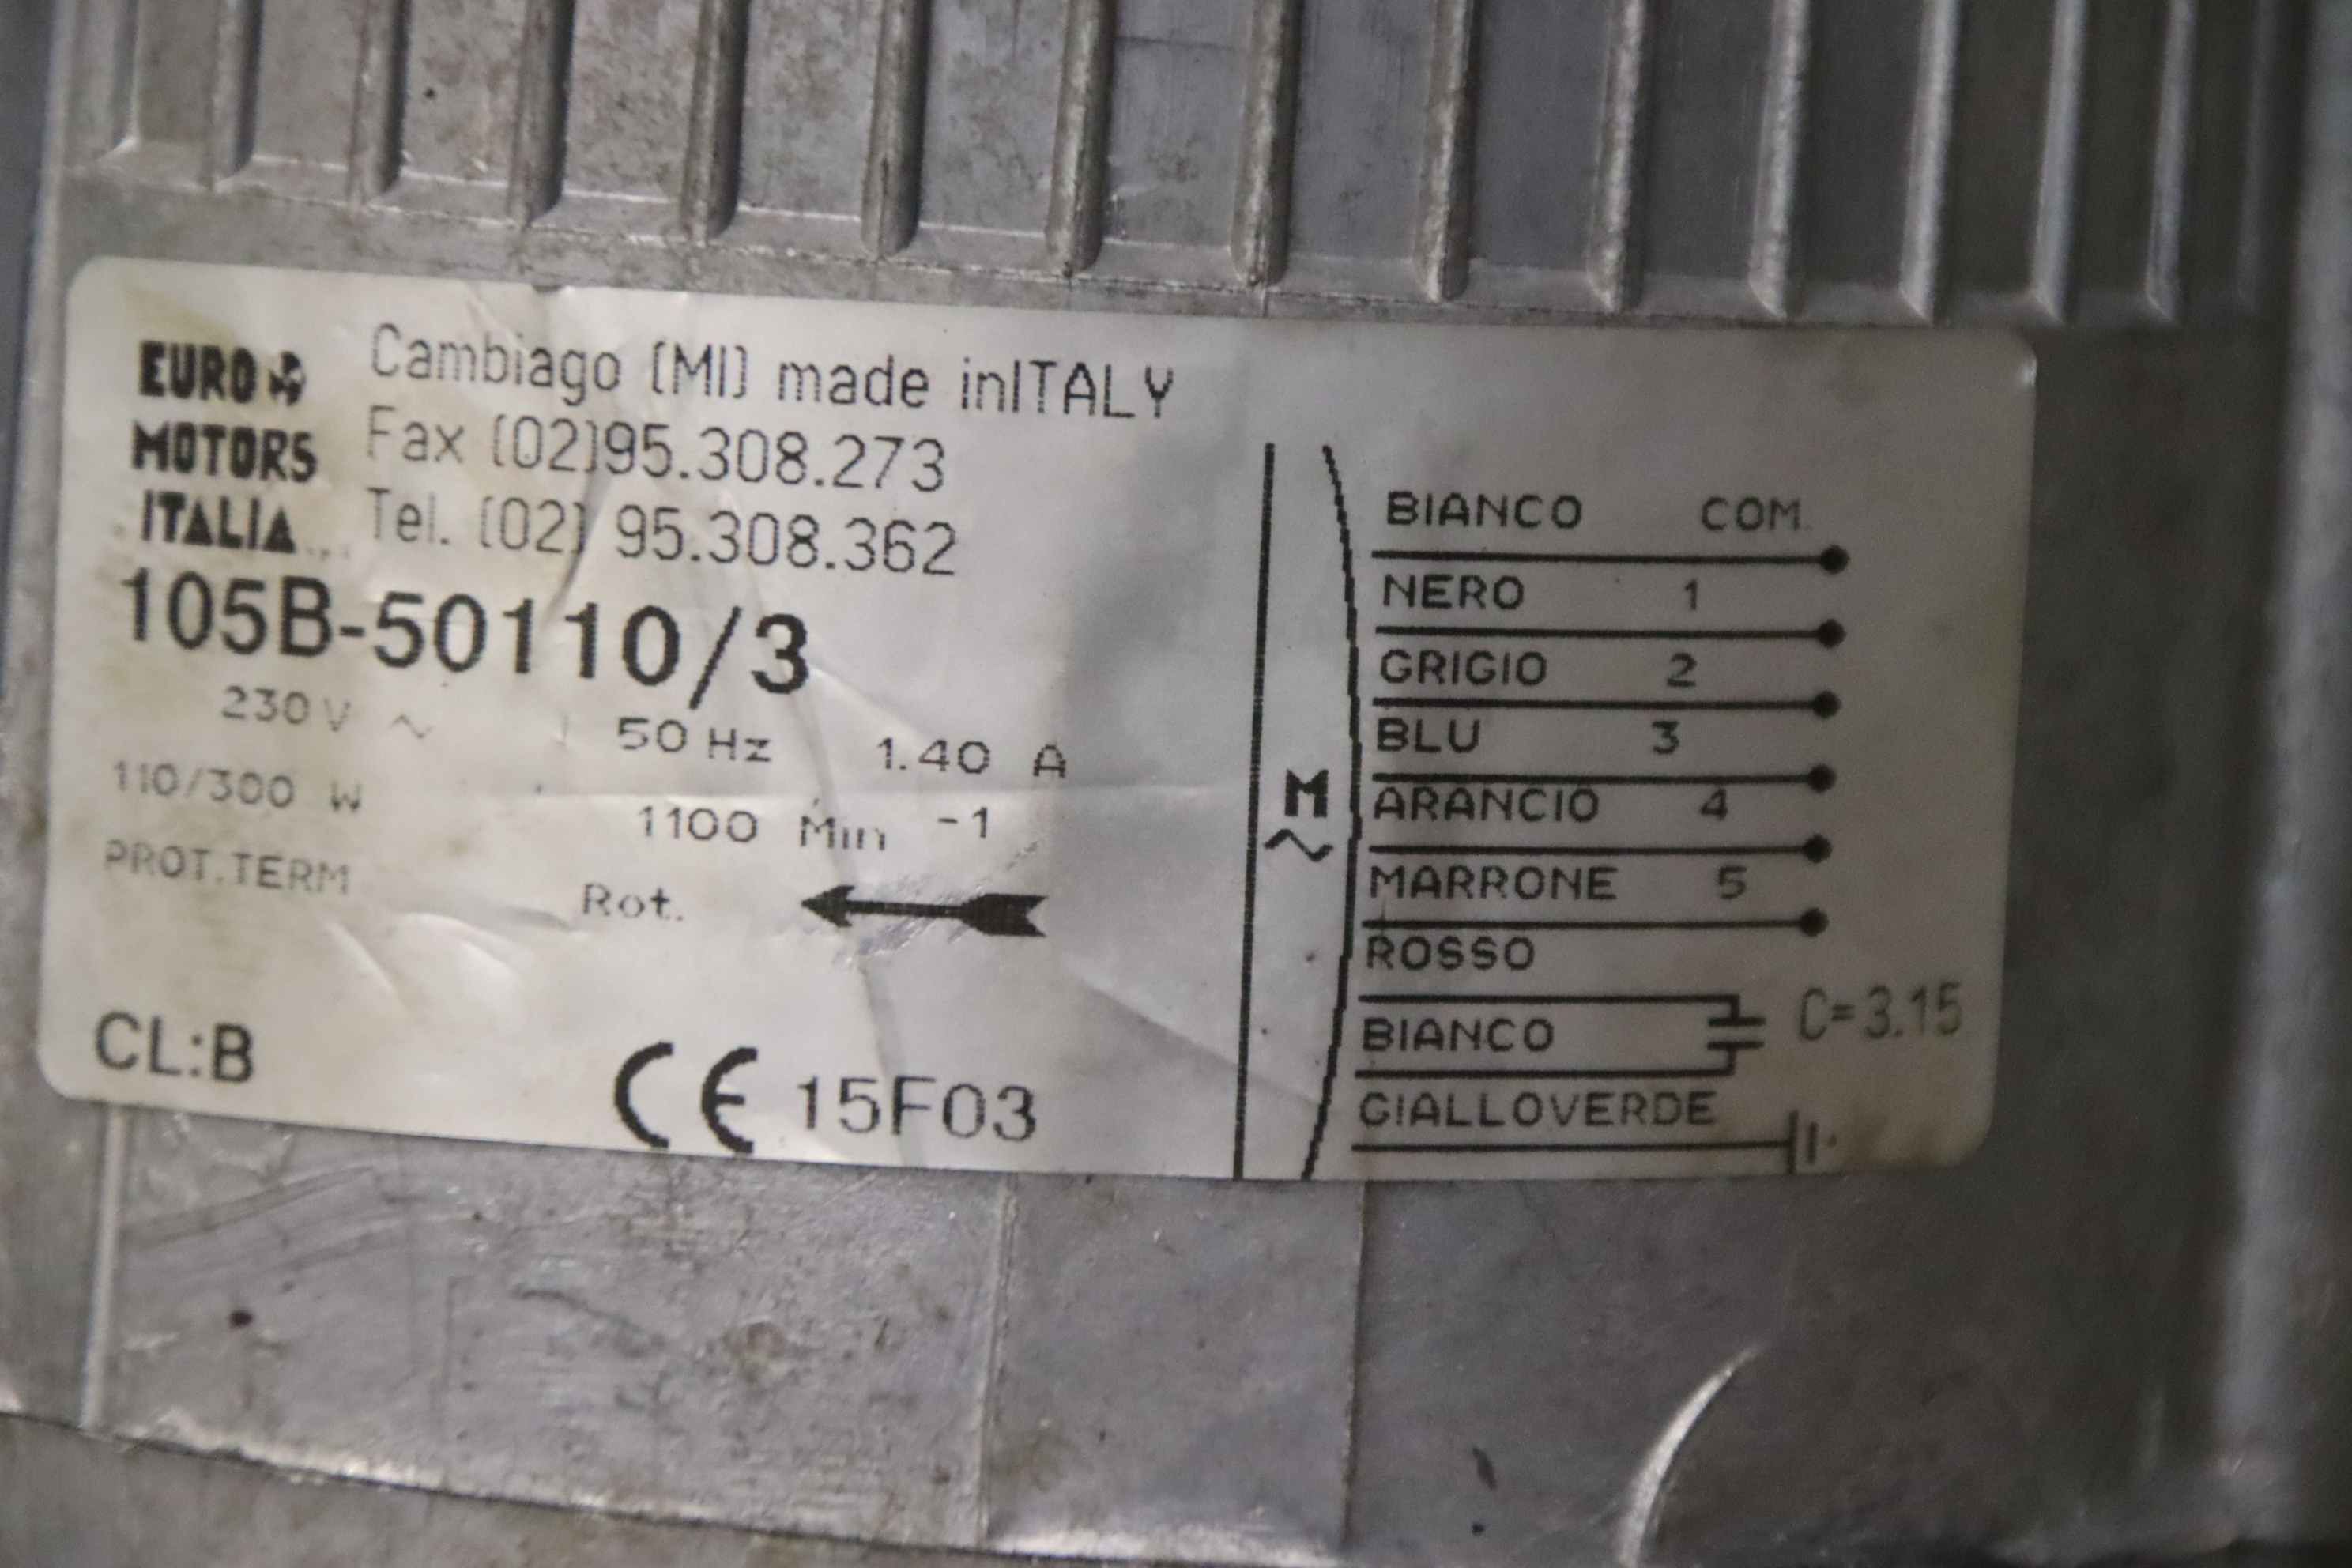 EURO
MOTORS
ITALIA
Cambiago (MI) made inITALY
Fax (02)95.308.273
Tel. (02) 95.308.362
105B-50110/3
230V ~ 50 Hz 1.40 A
110/300 W 1100 Min -1
PROT.TERM Rot.
CL:B CE 15F03
M
~
BIANCO COM.
NERO 1
GRIGIO 2
BLU 3
ARANCIO 4
MARRONE 5
ROSSO
BIANCO C=3.15
GIALLOVERDE